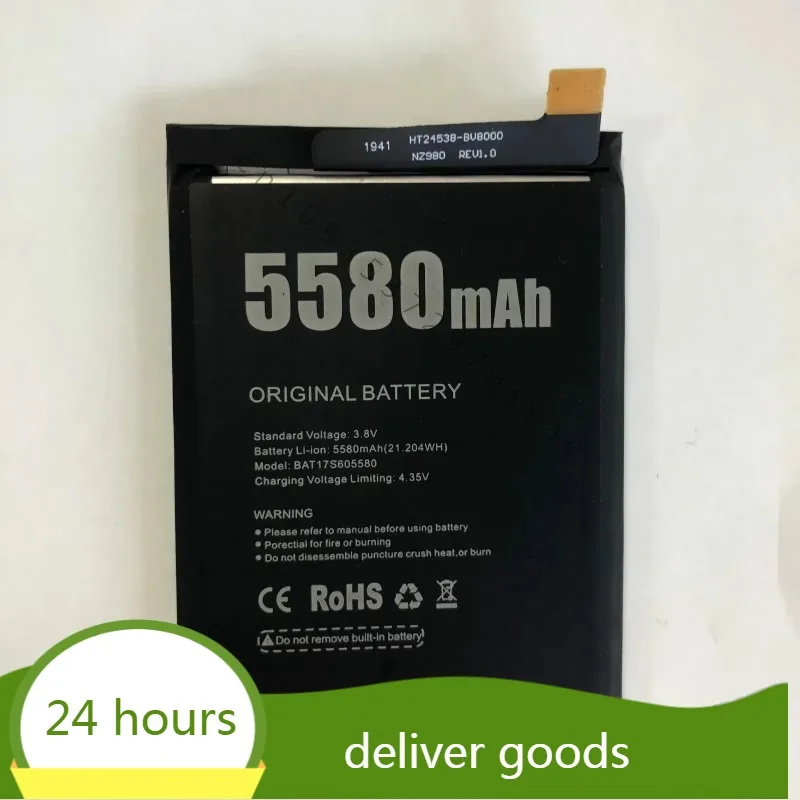 1941 HT24538-BV8000
NZ980 REV1.0
5580mAh
ORIGINAL BATTERY
Standard Voltage: 3.8V
Battery Li-ion: 5580mAh(21.204WH)
Model: BAT17S605580
Charging Voltage Limiting: 4.35V
WARNING
● Please refer to manual before using battery
● Porectial for fire or burning
● Do not disessemble puncture crush heat,or burn
CE RoHS
Do not remove built-in battery
24 hours
deliver goods